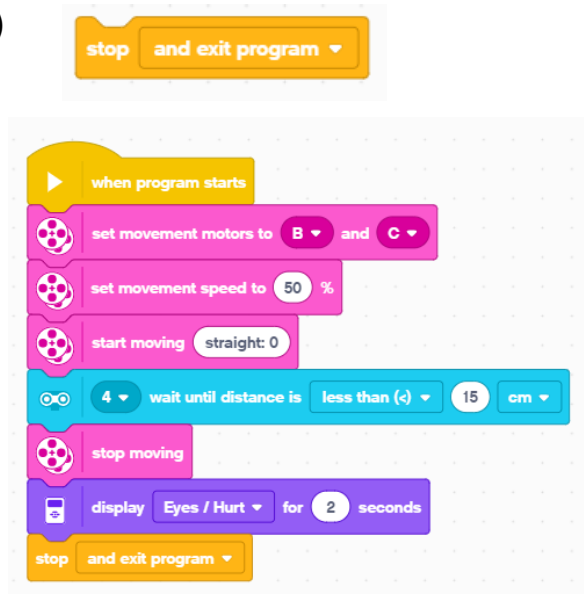 )
stop and exit program
when program starts
set movement motors to B and C
set movement speed to 50 %
start moving straight: 0
4 wait until distance is less than (<) 15 cm
stop moving
display Eyes / Hurt for 2 seconds
stop and exit program